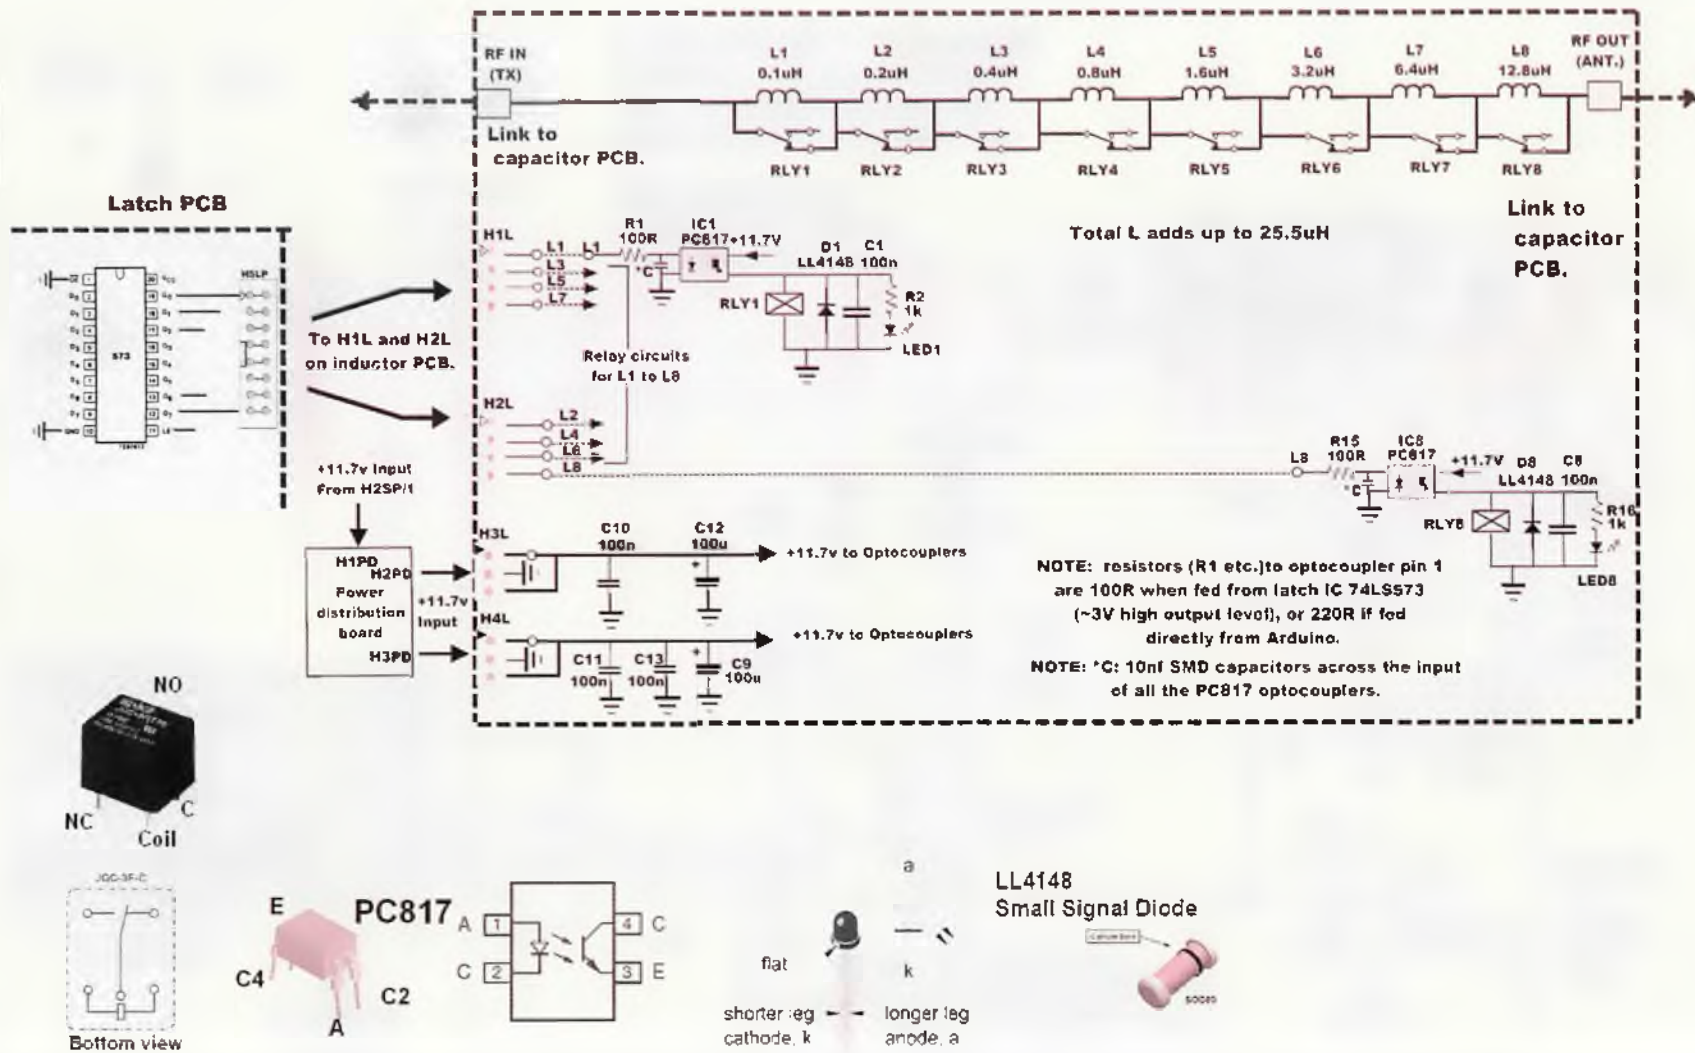 RF IN
(TX)
Link to
capacitor PCB.
L1
0.1uH
L2
0.2uH
L3
0.4uH
L4
0.8uH
L5
1.6uH
L6
3.2uH
L7
6.4uH
L8
12.8uH
RF OUT
(ANT.)
RLY1
RLY2
RLY3
RLY4
RLY5
RLY6
RLY7
RLY8
Total L adds up to 25.5uH
Link to
capacitor
PCB.
Latch PCB
H5LP
573
GND
To H1L and H2L
on inductor PCB.
H1L
L1
L1
L3
L5
L7
R1
100R
*C
IC1
PC817
+11.7V
RLY1
D1
LL4148
C1
100n
R2
1k
LED1
Relay circuits
for L1 to L8
H2L
L2
L4
L6
L8
L8
R15
100R
*C
IC8
PC817
+11.7V
RLY8
D8
LL4148
C8
100n
R16
1k
LED8
+11.7v Input
From H2SP/1
H1PD
H2PD
Power
distribution
board
H3PD
+11.7v
Input
H3L
C10
100n
C12
100u
+
+11.7v to Optocouplers
H4L
C11
100n
C13
100n
C9
100u
+
+11.7v to Optocouplers
NOTE: resistors (R1 etc.)to optocoupler pin 1
are 100R when fed from latch IC 74LS573
(~3V high output level), or 220R if fed
directly from Arduino.
NOTE: *C: 10nf SMD capacitors across the input
of all the PC817 optocouplers.
NO
NC
C
Coil
Bottom view
E
PC817
C4
C2
A
A
1
4
C
C
2
3
E
a
flat
k
shorter leg
cathode, k
longer leg
anode, a
LL4148
Small Signal Diode
SOD80